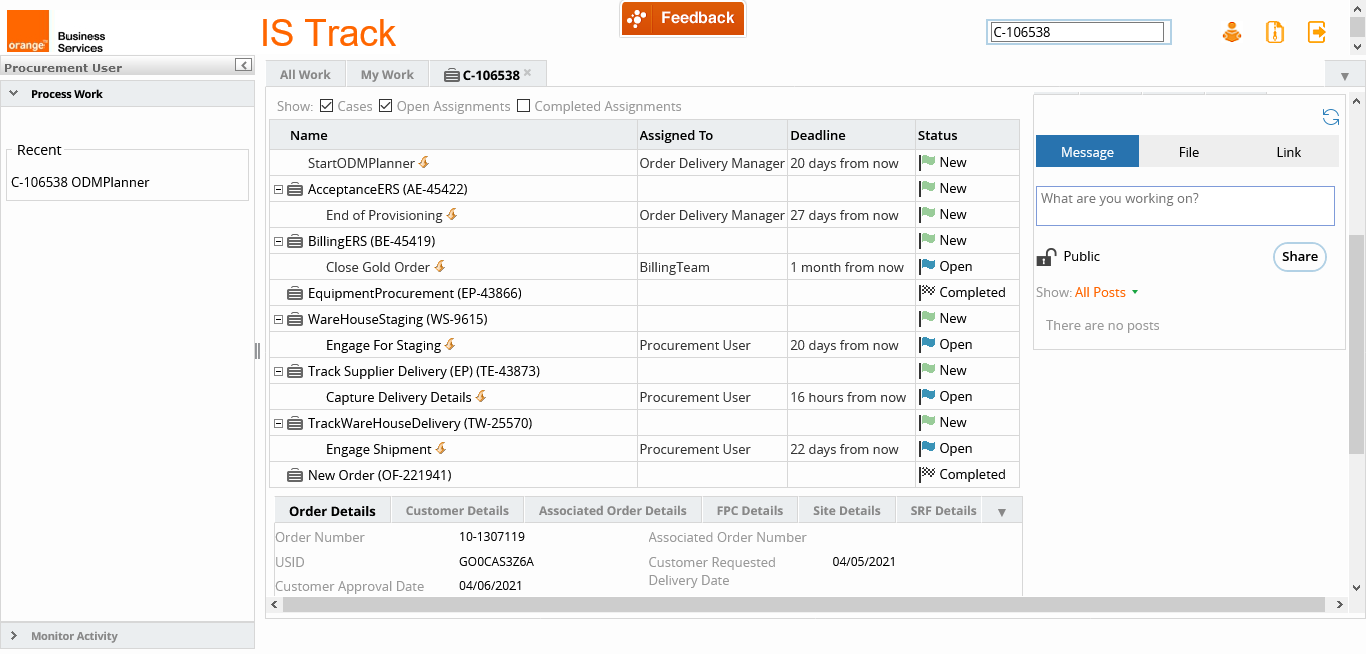 orange™
Business
Services
IS Track
Feedback
C-106538
Procurement User
Process Work
Recent
C-106538 ODMPlanner
Monitor Activity
All Work My Work C-106538 ×
Show: Cases Open Assignments Completed Assignments
Name Assigned To Deadline Status
StartODMPlanner Order Delivery Manager 20 days from now New
AcceptanceERS (AE-45422) New
End of Provisioning Order Delivery Manager 27 days from now New
BillingERS (BE-45419) New
Close Gold Order BillingTeam 1 month from now Open
EquipmentProcurement (EP-43866) Completed
WareHouseStaging (WS-9615) New
Engage For Staging Procurement User 20 days from now Open
Track Supplier Delivery (EP) (TE-43873) New
Capture Delivery Details Procurement User 16 hours from now Open
TrackWareHouseDelivery (TW-25570) New
Engage Shipment Procurement User 22 days from now Open
New Order (OF-221941) Completed
Order Details Customer Details Associated Order Details FPC Details Site Details SRF Details
Order Number 10-1307119 Associated Order Number
USID GO0CAS3Z6A Customer Requested 04/05/2021
Delivery Date
Customer Approval Date 04/06/2021
Message File Link
What are you working on?
Public Share
Show: All Posts
There are no posts